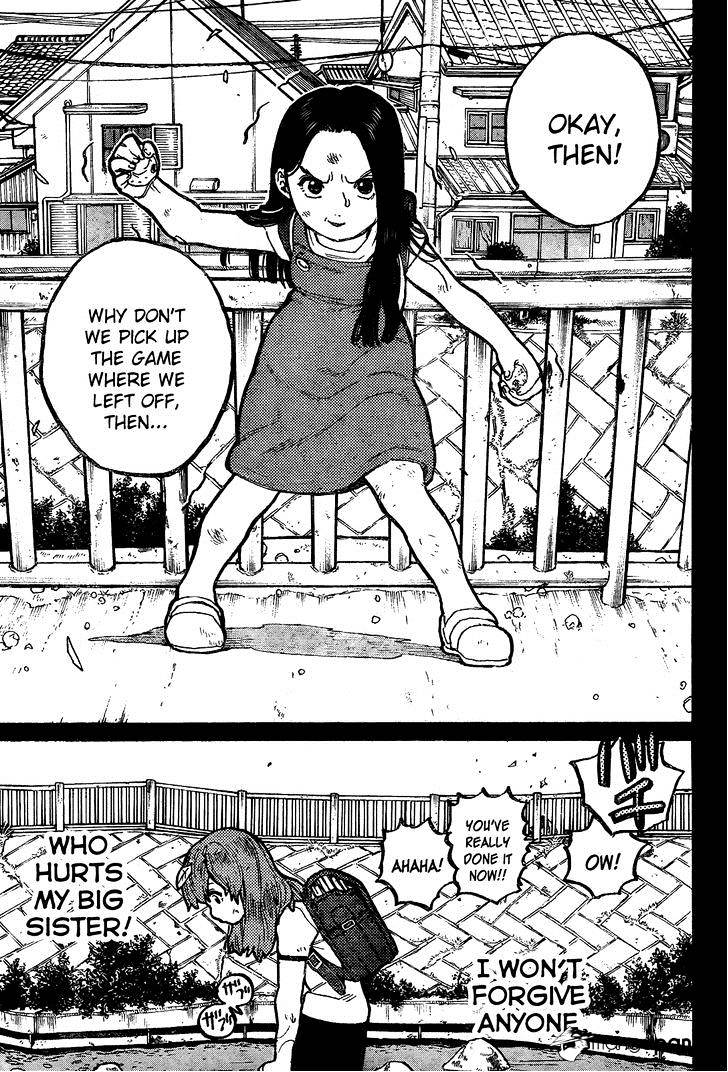 OKAY,
THEN!
WHY DON'T
WE PICK UP
THE GAME
WHERE WE
LEFT OFF,
THEN...
OW!
YOU'VE
REALLY
DONE IT
NOW!!
AHAHA!
I WON'T
FORGIVE
ANYONE
WHO
HURTS
MY BIG
SISTER!